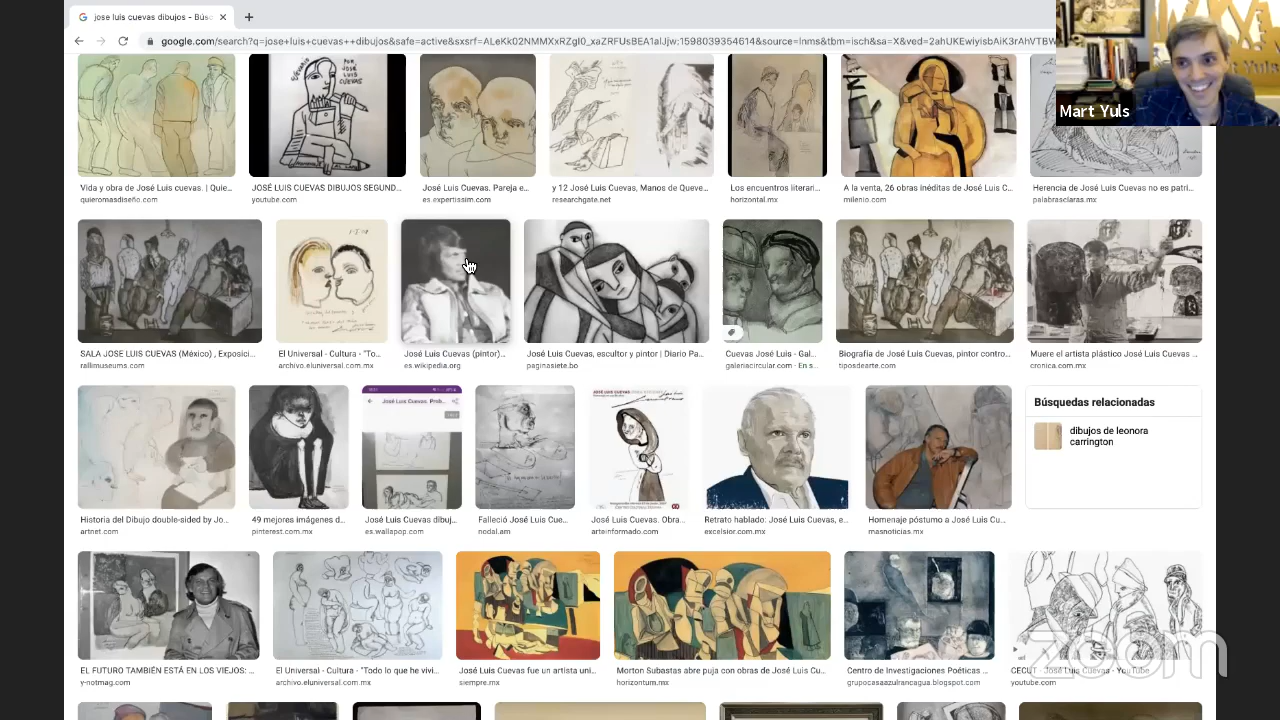 jose luis cuevas dibujos - Bús
google.com/search?q=jose+luis+cuevas++dibujos&safe=active&sxsrf=ALeKk02NMMXxRZgI0_xaZRFUsBEA1alJjw:1598039354614&source=lnms&tbm=isch&sa=X&ved=2ahUKEwiyIsbAiK3rAhVTBW
Mart Yuls
Vida y obra de José Luis cuevas. | Quie...
JOSÉ LUIS CUEVAS DIBUJOS SEGUND...
José Luis Cuevas. Pareja e...
y 12 José Luis Cuevas, Manos de Queve...
Los encuentros literari...
A la venta, 26 obras inéditas de José Luis C...
Herencia de José Luis Cuevas no es patri...
quieromasdiseño.com
youtube.com
es.expertissim.com
researchgate.net
horizontal.mx
milenio.com
palabrasclaras.mx
SALA JOSE LUIS CUEVAS (México) , Exposici...
El Universal - Cultura - "To...
José Luis Cuevas (pintor)...
José Luis Cuevas, escultor y pintor | Diario Pa...
Cuevas José Luis - Gal...
Biografía de José Luis Cuevas, pintor contro...
Muere el artista plástico José Luis Cuevas ...
rallimuseums.com
archivo.eluniversal.com.mx
es.wikipedia.org
paginasiete.bo
galeriacircular.com - En s...
tiposdearte.com
cronica.com.mx
José Luis Cuevas. Prob...
Búsquedas relacionadas
dibujos de leonora
carrington
Historia del Dibujo double-sided by Jo...
49 mejores imágenes d...
José Luis Cuevas dibuj...
Falleció José Luis Cue...
José Luis Cuevas. Obra...
Retrato hablado: José Luis Cuevas, e...
Homenaje póstumo a José Luis Cu...
artnet.com
pinterest.com.mx
es.wallapop.com
nodal.am
arteinformado.com
excelsior.com.mx
masnoticias.mx
EL FUTURO TAMBIÉN ESTÁ EN LOS VIEJOS: ...
El Universal - Cultura - "Todo lo que he vivi...
José Luis Cuevas fue un artista uni...
Morton Subastas abre puja con obras de José Luis Cu...
Centro de Investigaciones Poéticas ...
CECUT - José Luis Cuevas - YouTube
y-notmag.com
archivo.eluniversal.com.mx
siempre.mx
horizontum.mx
grupocasaazulrancagua.blogspot.com
youtube.com
zoom